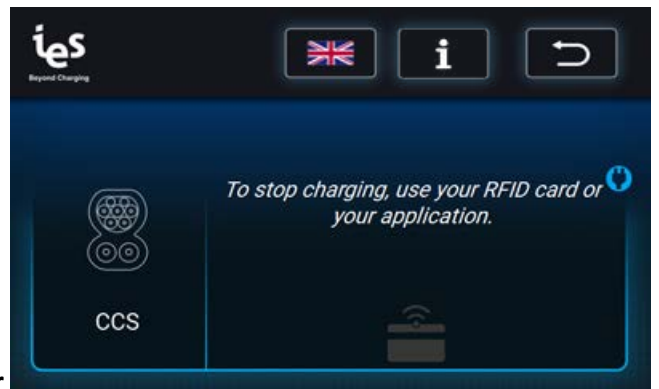 ies
Beyond Charging
i
To stop charging, use your RFID card or
your application.
CCS